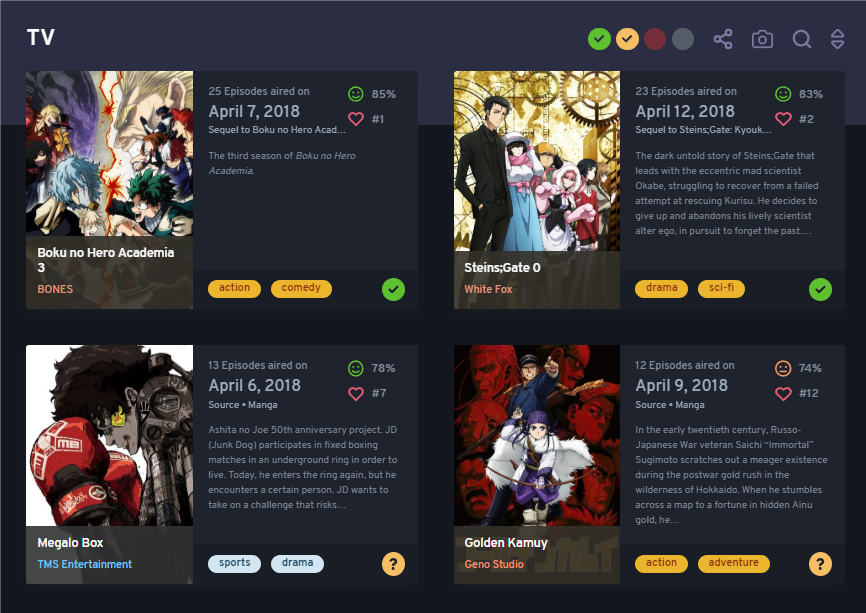 TV
25 Episodes aired on
April 7, 2018
Sequel to Boku no Hero Acad...
85%
#1
The third season of Boku no Hero
Academia.
Boku no Hero Academia
3
BONES
action
comedy
23 Episodes aired on
April 12, 2018
Sequel to Steins;Gate: Kyouk...
83%
#2
The dark untold story of Steins;Gate that
leads with the eccentric mad scientist
Okabe, struggling to recover from a failed
attempt at rescuing Kurisu. He decides to
give up and abandons his lively scientist
alter ego, in pursuit to forget the past....
Steins;Gate 0
White Fox
drama
sci-fi
13 Episodes aired on
April 6, 2018
Source • Manga
78%
#7
Ashita no Joe 50th anniversary project. JD
(Junk Dog) participates in fixed boxing
matches in an underground ring in order to
live. Today, he enters the ring again, but he
encounters a certain person. JD wants to
take on a challenge that risks...
Megalo Box
TMS Entertainment
sports
drama
?
12 Episodes aired on
April 9, 2018
Source • Manga
74%
#12
In the early twentieth century, Russo-
Japanese War veteran Saichi “Immortal”
Sugimoto scratches out a meager existence
during the postwar gold rush in the
wilderness of Hokkaido. When he stumbles
across a map to a fortune in hidden Ainu
gold, he...
Golden Kamuy
Geno Studio
action
adventure
?